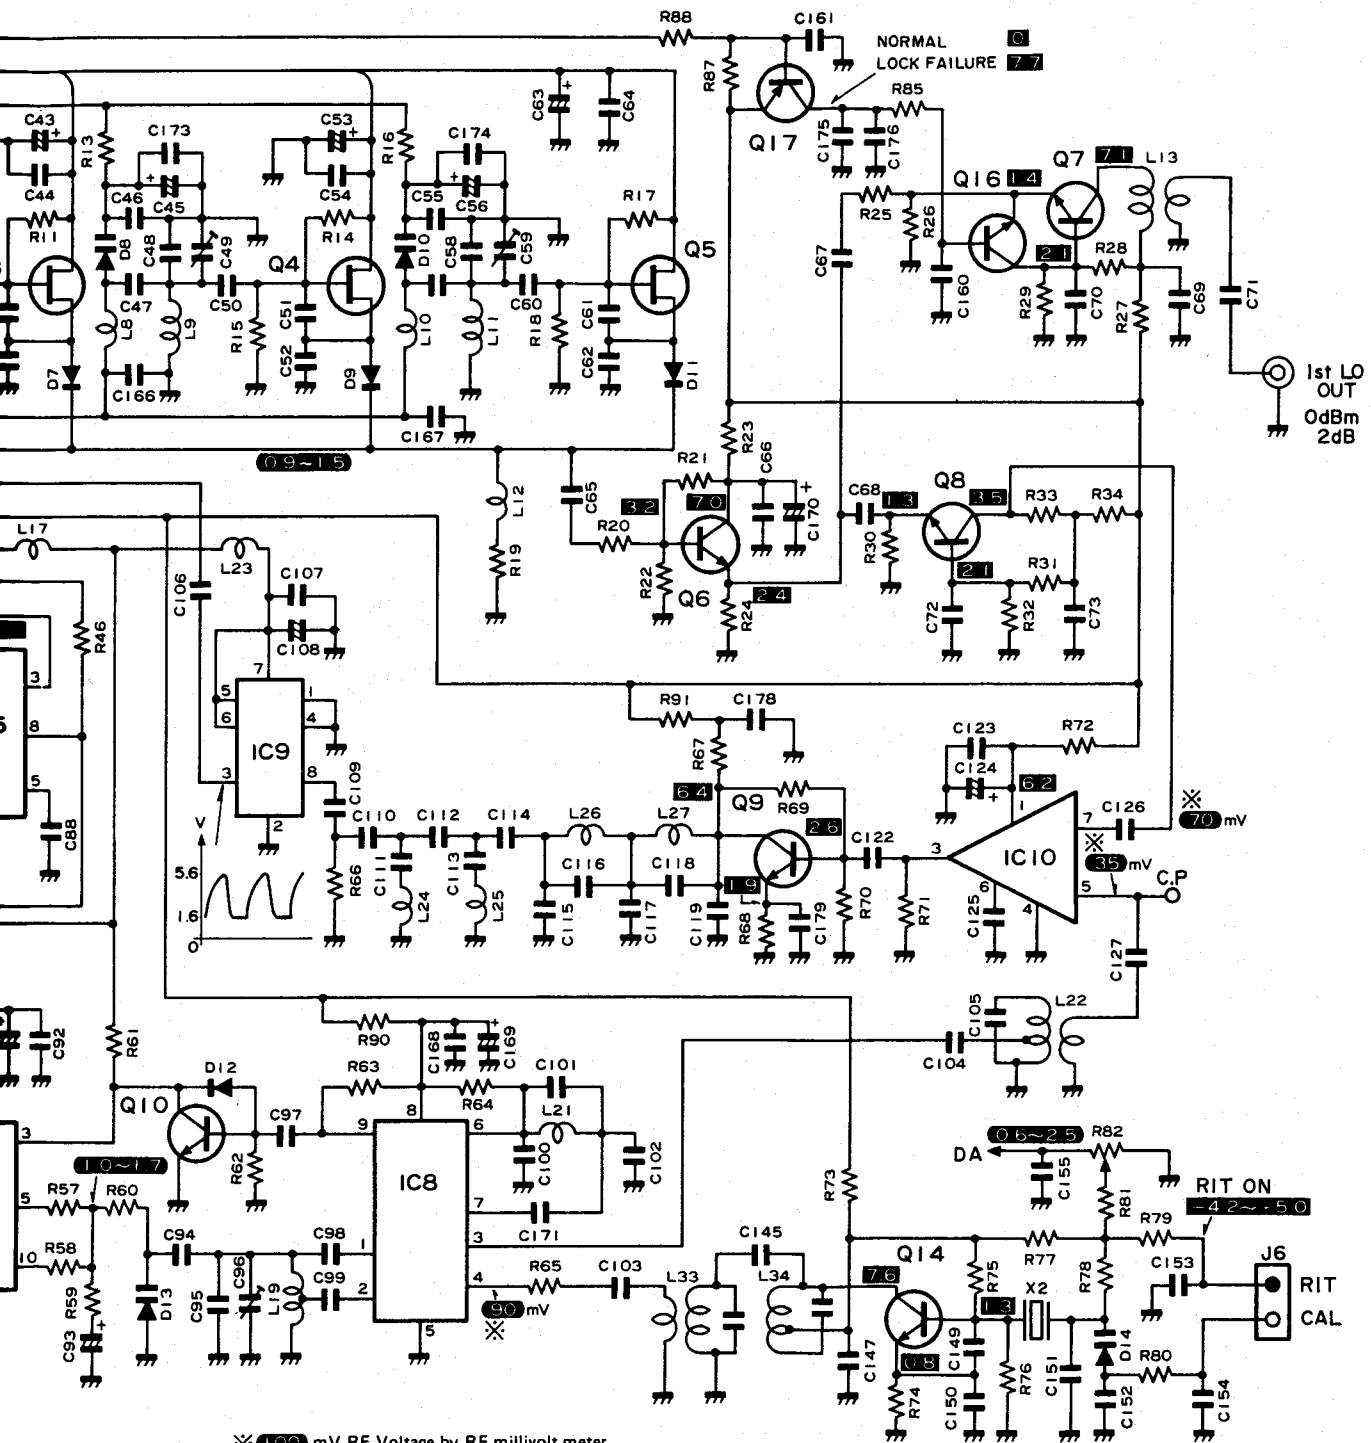 R88
C161
NORMAL 0
LOCK FAILURE 7.7
R87
C63
C64
R85
C43
C173
C53
C174
R13
R16
Q17
C175
C176
Q7
7.1
L13
Q16
1.4
C44
C46
C45
C54
C55
C56
R17
R25
R26
R11
D8
C48
C49
Q4
R14
D10
C58
C59
Q5
C67
2.1
R28
C47
C50
C51
C60
C61
C160
R29
C70
R27
C69
C71
L8
L9
R15
C52
L10
L11
R18
C62
D7
C166
D9
D11
1st LO
OUT
0dBm
2dB
C167
0.9~1.5
R23
C66
R21
L12
C65
3.2
7.0
C170
C68
1.3
Q8
3.5
R33
R34
L17
R20
R30
L23
C106
C107
R19
R22
Q6
R24
2.4
2.1
R31
C72
R32
C73
R46
C108
7
3
5
1
R91
C178
6
4
8
IC9
R67
C123
R72
C124
5
3
8
C109
6.4
Q9
R69
6.2
1
C88
2
V
C110
C112
C114
L26
L27
2.6
C122
3
IC10
7
C126
※
70 mV
※
35 mV
5.6
1.6
0
R66
C111
L24
C113
L25
C116
C118
1.9
6
5
C.P
C115
C117
C119
R68
C179
R70
R71
C125
4
C127
C92
R61
R90
C168
C169
C105
L22
C104
D12
R63
R64
C101
Q10
C97
8
9
6
L21
R62
C100
C102
3
IC8
0.6~2.5
R82
DA
C155
1.0~1.7
5
R57
R60
7
C171
R73
R81
RIT ON
-4.2~-5.0
10
R58
C94
C98
1
3
C145
Q14
R77
R79
J6
R59
C96
C99
2
4
R65
C103
L33
L34
7.6
R75
R78
C153
RIT
90 mV
※
1.3
X2
CAL
C93
D13
C95
L19
5
C147
0.8
C149
R76
C151
D14
R80
R74
C150
C152
C154
※ 100 mV RF Voltage by RF millivolt meter